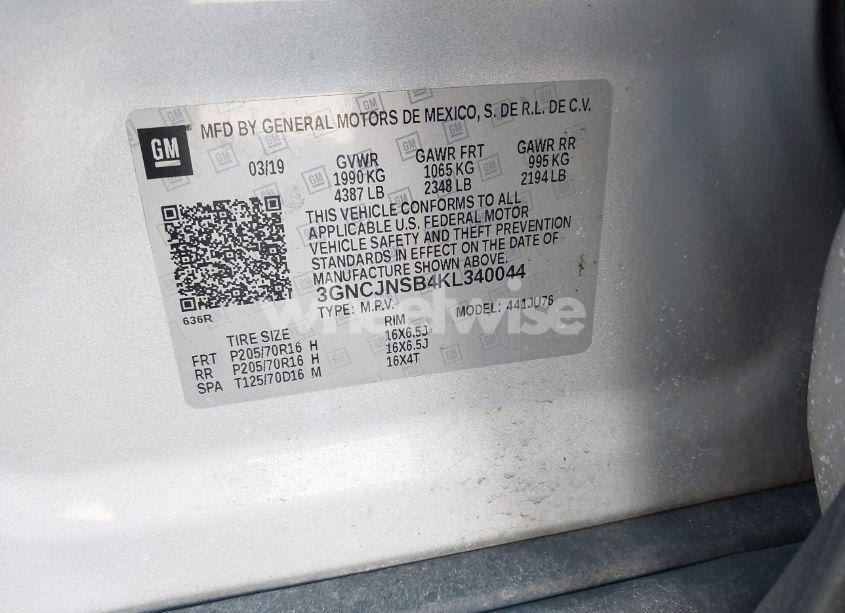 GM
MFD BY GENERAL MOTORS DE MEXICO, S. DE R.L. DE C.V.
03/19 GVWR GAWR FRT GAWR RR
1990 KG 1065 KG 995 KG
4387 LB 2348 LB 2194 LB
THIS VEHICLE CONFORMS TO ALL
APPLICABLE U.S. FEDERAL MOTOR
VEHICLE SAFETY AND THEFT PREVENTION
STANDARDS IN EFFECT ON THE DATE OF
MANUFACTURE SHOWN ABOVE.
3GNCJNSB4KL340044
TYPE: M.P.V. MODEL: 441JU76
636R
TIRE SIZE RIM
FRT P205/70R16 H 16X6.5J
RR P205/70R16 H 16X6.5J
SPA T125/70D16 M 16X4T
wheelwise